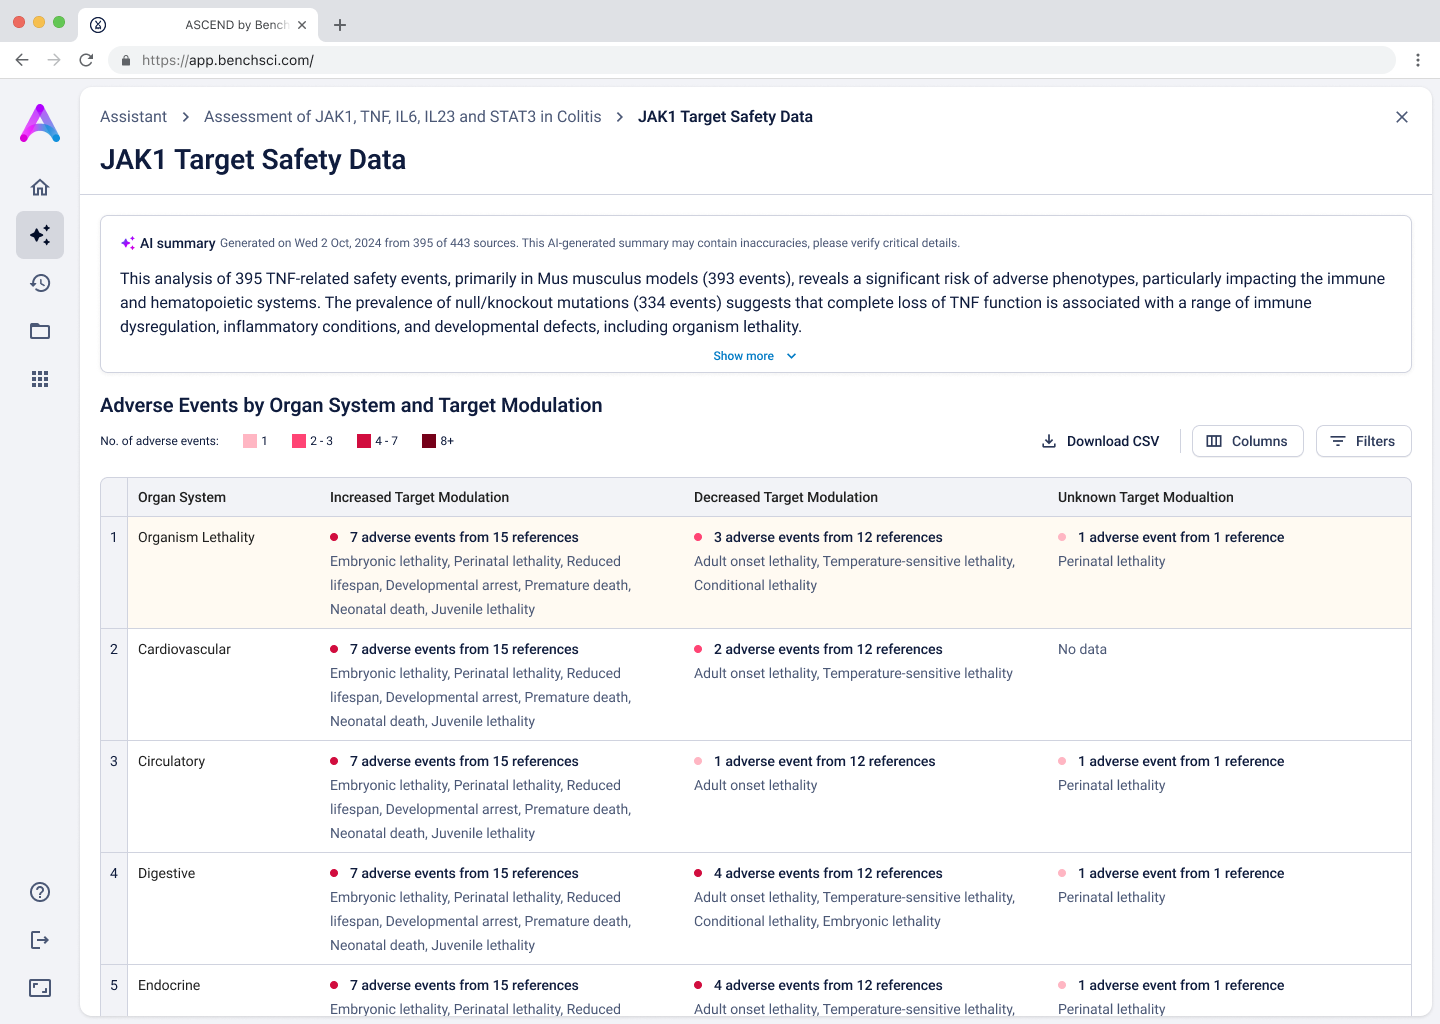 ASCEND by Bench
https://app.benchsci.com/
Assistant > Assessment of JAK1, TNF, IL6, IL23 and STAT3 in Colitis > JAK1 Target Safety Data
JAK1 Target Safety Data
AI summary Generated on Wed 2 Oct, 2024 from 395 of 443 sources. This AI-generated summary may contain inaccuracies, please verify critical details.
This analysis of 395 TNF-related safety events, primarily in Mus musculus models (393 events), reveals a significant risk of adverse phenotypes, particularly impacting the immune
and hematopoietic systems. The prevalence of null/knockout mutations (334 events) suggests that complete loss of TNF function is associated with a range of immune
dysregulation, inflammatory conditions, and developmental defects, including organism lethality.
Show more
Adverse Events by Organ System and Target Modulation
No. of adverse events: 1 2 - 3 4 - 7 8+
Download CSV Columns Filters
Organ System Increased Target Modulation Decreased Target Modulation Unknown Target Modualtion
1 Organism Lethality 7 adverse events from 15 references 3 adverse events from 12 references 1 adverse event from 1 reference
Embryonic lethality, Perinatal lethality, Reduced Adult onset lethality, Temperature-sensitive lethality, Perinatal lethality
lifespan, Developmental arrest, Premature death, Conditional lethality
Neonatal death, Juvenile lethality
2 Cardiovascular 7 adverse events from 15 references 2 adverse events from 12 references No data
Embryonic lethality, Perinatal lethality, Reduced Adult onset lethality, Temperature-sensitive lethality
lifespan, Developmental arrest, Premature death,
Neonatal death, Juvenile lethality
3 Circulatory 7 adverse events from 15 references 1 adverse event from 12 references 1 adverse event from 1 reference
Embryonic lethality, Perinatal lethality, Reduced Adult onset lethality Perinatal lethality
lifespan, Developmental arrest, Premature death,
Neonatal death, Juvenile lethality
4 Digestive 7 adverse events from 15 references 4 adverse events from 12 references 1 adverse event from 1 reference
Embryonic lethality, Perinatal lethality, Reduced Adult onset lethality, Temperature-sensitive lethality, Perinatal lethality
lifespan, Developmental arrest, Premature death, Conditional lethality, Embryonic lethality
Neonatal death, Juvenile lethality
5 Endocrine 7 adverse events from 15 references 4 adverse events from 12 references 1 adverse event from 1 reference
Embryonic lethality, Perinatal lethality, Reduced Adult onset lethality, Temperature-sensitive lethality, Perinatal lethality